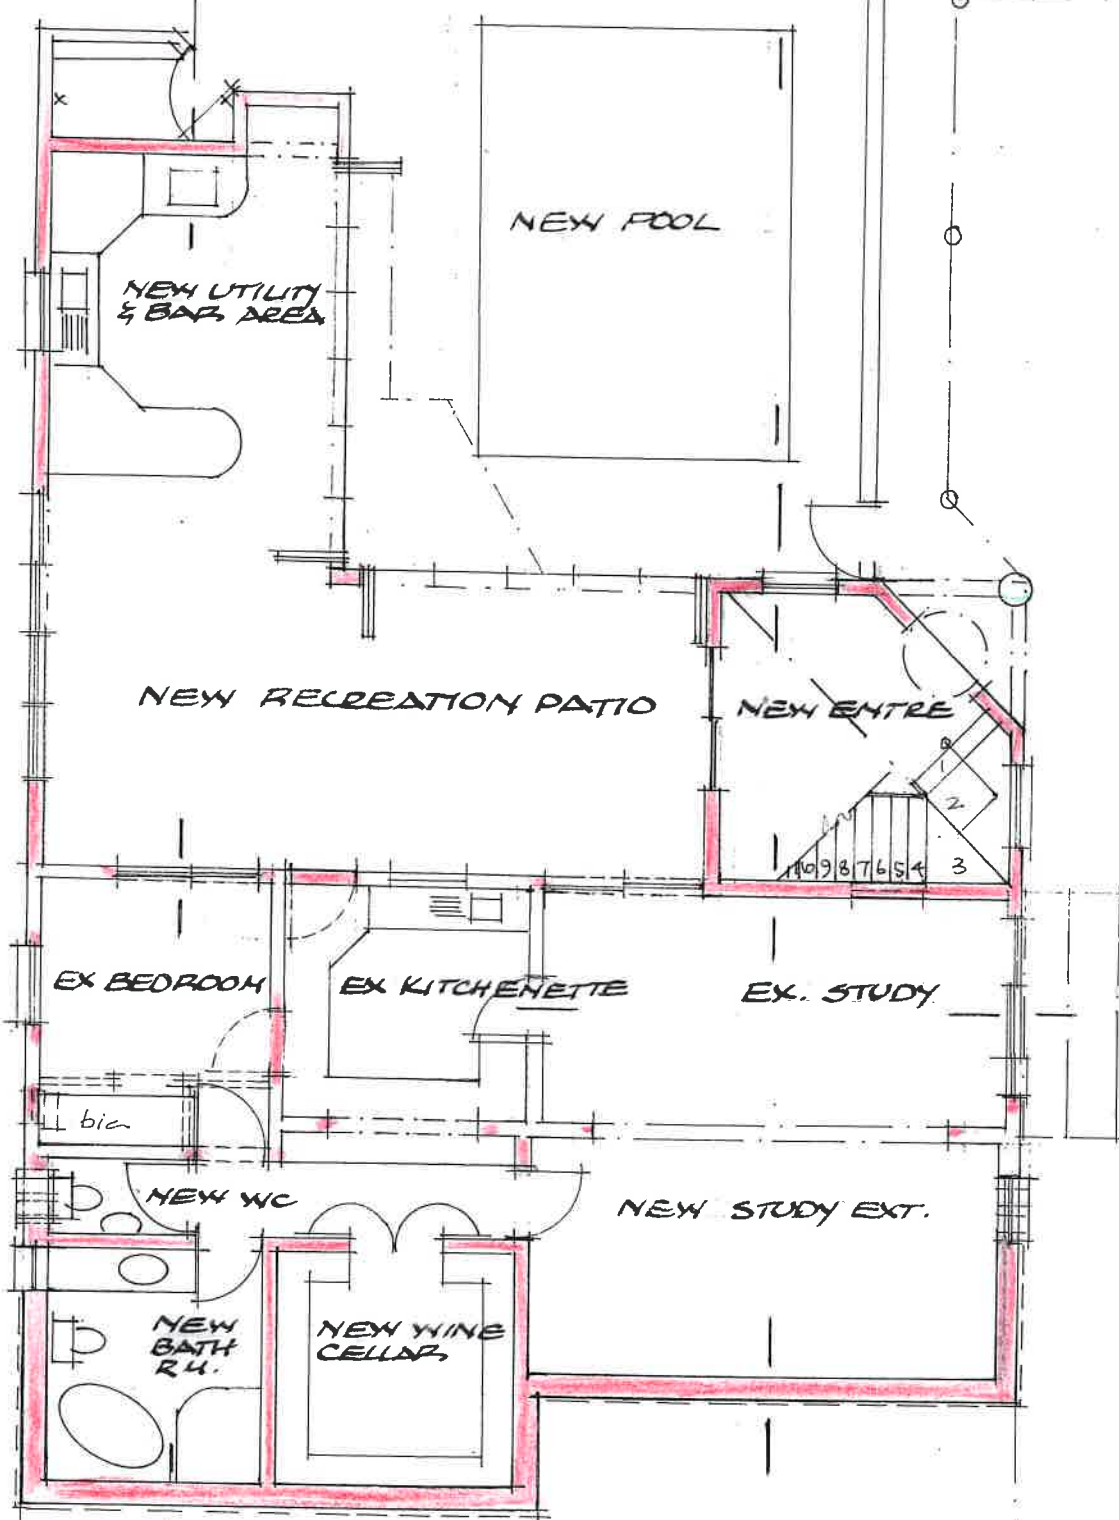 NEW POOL
NEW UTILITY
& BAR AREA
NEW RECREATION PATIO
NEW ENTRE
1
2
3
10 9 8 7 6 5 4
EX BEDROOM
EX KITCHENETTE
EX. STUDY
bic
NEW WC
NEW STUDY EXT.
NEW
BATH
RM.
NEW WINE
CELLAR